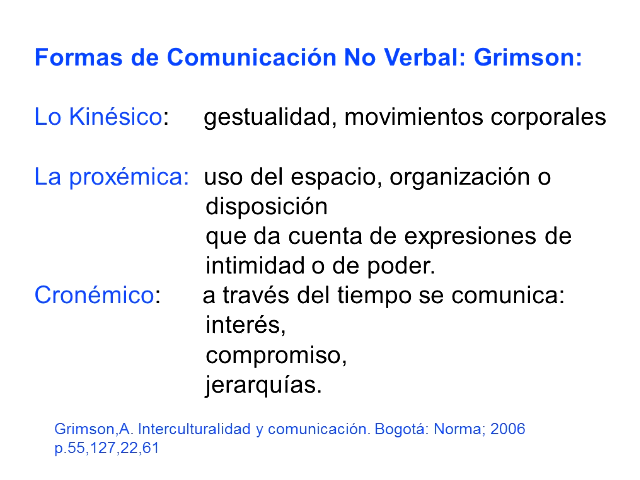 Formas de Comunicación No Verbal: Grimson:
Lo Kinésico: gestualidad, movimientos corporales
La proxémica: uso del espacio, organización o
disposición
que da cuenta de expresiones de
intimidad o de poder.
Cronémico: a través del tiempo se comunica:
interés,
compromiso,
jerarquías.
Grimson,A. Interculturalidad y comunicación. Bogotá: Norma; 2006
p.55,127,22,61